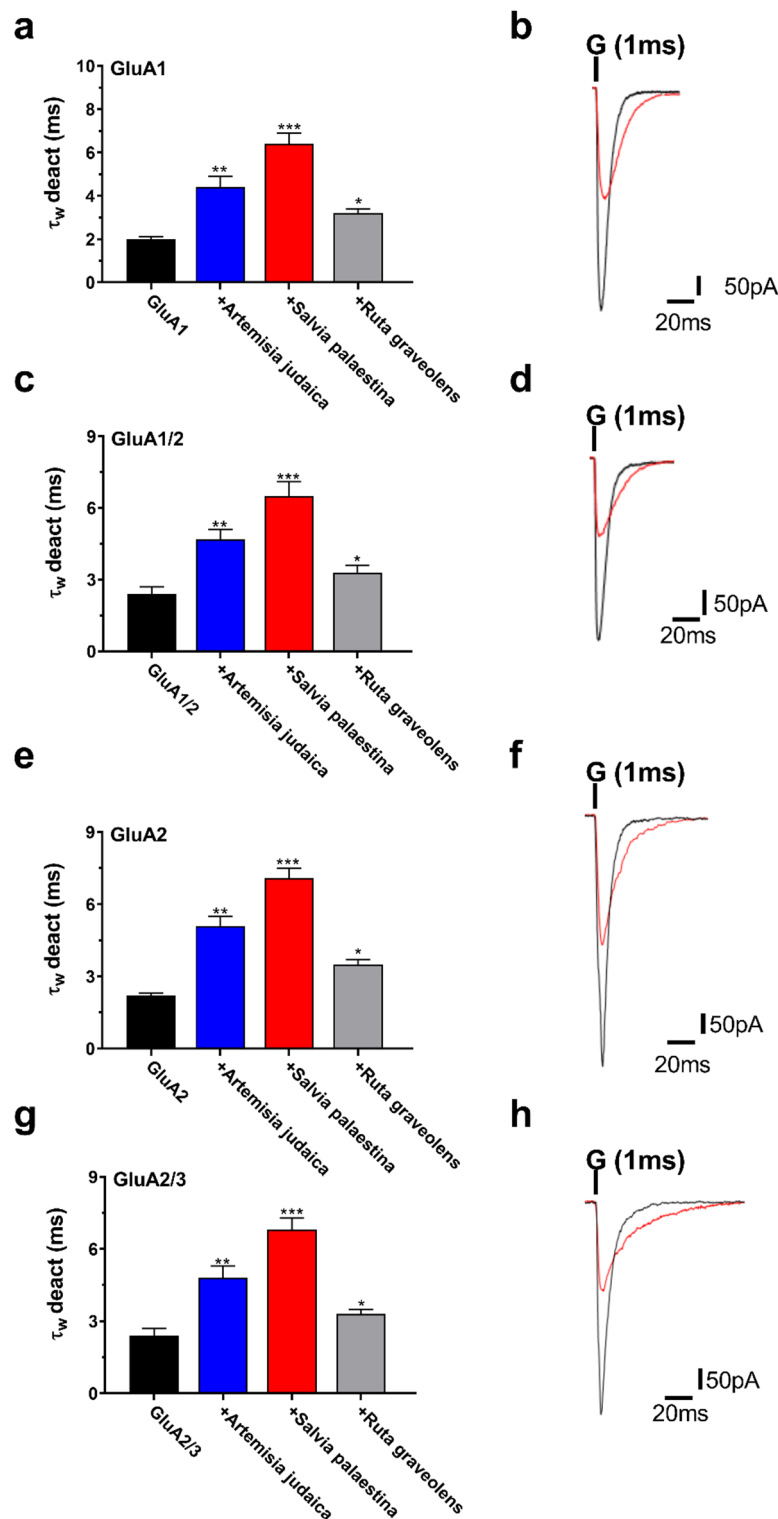 a
GluA1
τw deact (ms)
10
8
6
4
2
0
**
***
*
GluA1
+Artemisia judaica
+Salvia palaestina
+Ruta graveolens
b
G (1ms)
50pA
20ms
c
GluA1/2
τw deact (ms)
9
6
3
0
**
***
*
GluA1/2
+Artemisia judaica
+Salvia palaestina
+Ruta graveolens
d
G (1ms)
50pA
20ms
e
GluA2
τw deact (ms)
9
6
3
0
**
***
*
GluA2
+Artemisia judaica
+Salvia palaestina
+Ruta graveolens
f
G (1ms)
50pA
20ms
g
GluA2/3
τw deact (ms)
9
6
3
0
**
***
*
GluA2/3
+Artemisia judaica
+Salvia palaestina
+Ruta graveolens
h
G (1ms)
50pA
20ms